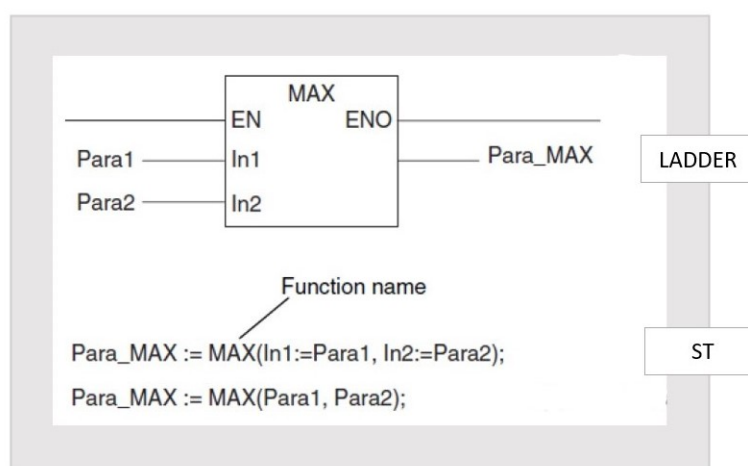 MAX
EN ENO
Para1 In1 Para_MAX
LADDER
Para2 In2
Function name
Para_MAX := MAX(In1:=Para1, In2:=Para2);
ST
Para_MAX := MAX(Para1, Para2);